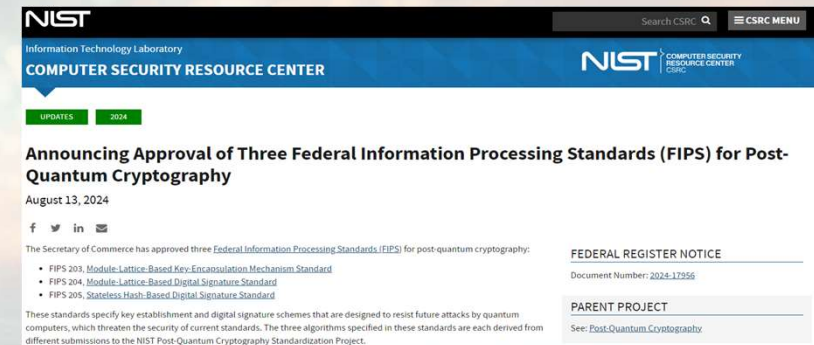 NIST
Search CSRC
CSRC MENU
Information Technology Laboratory
COMPUTER SECURITY RESOURCE CENTER
NIST
COMPUTER SECURITY
RESOURCE CENTER
CSRC
UPDATES
2024
Announcing Approval of Three Federal Information Processing Standards (FIPS) for Post-
Quantum Cryptography
August 13, 2024
The Secretary of Commerce has approved three Federal Information Processing Standards (FIPS) for post-quantum cryptography:
• FIPS 203, Module-Lattice-Based Key-Encapsulation Mechanism Standard
• FIPS 204, Module-Lattice-Based Digital Signature Standard
• FIPS 205, Stateless Hash-Based Digital Signature Standard
These standards specify key establishment and digital signature schemes that are designed to resist future attacks by quantum
computers, which threaten the security of current standards. The three algorithms specified in these standards are each derived from
different submissions to the NIST Post-Quantum Cryptography Standardization Project.
FEDERAL REGISTER NOTICE
Document Number: 2024-17956
PARENT PROJECT
See: Post-Quantum Cryptography